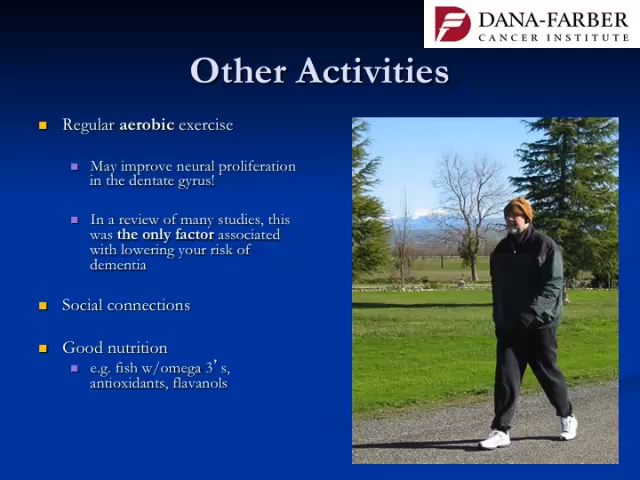 DANA-FARBER
CANCER INSTITUTE
Other Activities
Regular aerobic exercise
May improve neural proliferation
in the dentate gyrus!
In a review of many studies, this
was the only factor associated
with lowering your risk of
dementia
Social connections
Good nutrition
e.g. fish w/omega 3’s,
antioxidants, flavanols